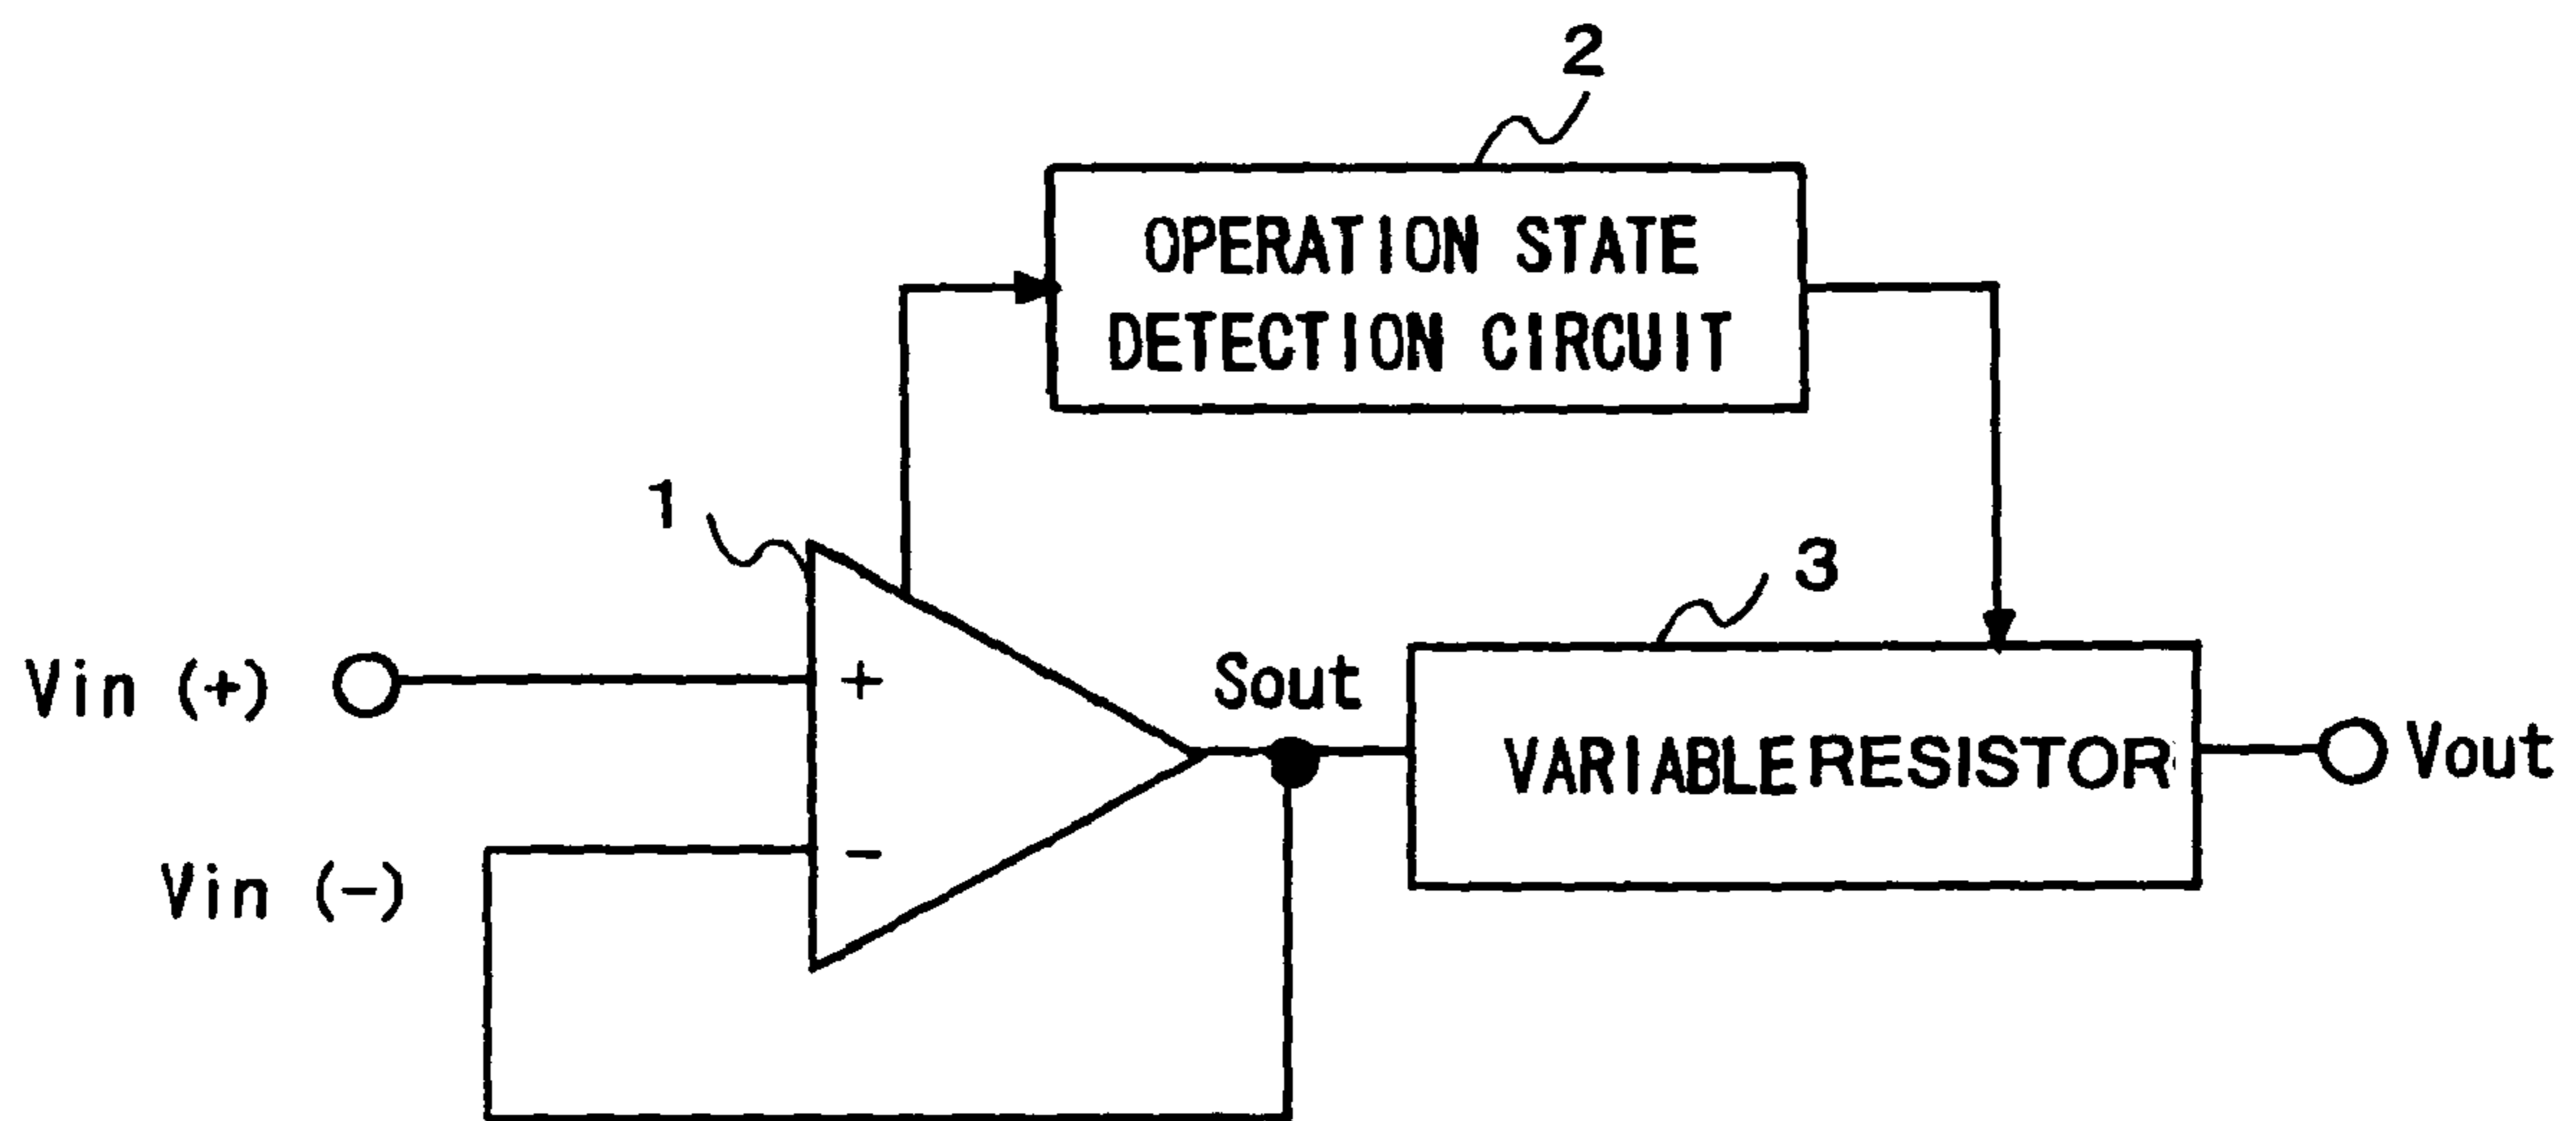 2
OPERATION STATE
DETECTION CIRCUIT
1
3
Vin (+)
+
Sout
VARIABLE RESISTOR
Vout
Vin (-)
-